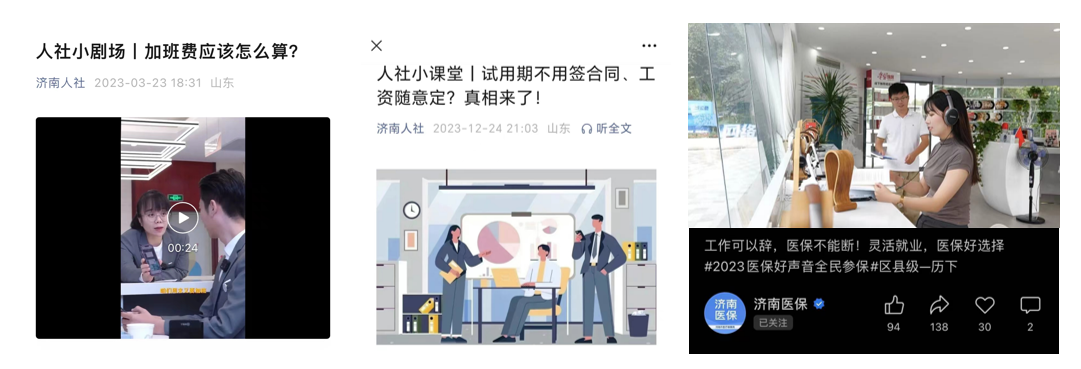 人社小剧场丨加班费应该怎么算?
济南人社 2023-03-23 18:31 山东
00:24
人社小课堂丨试用期不用签合同、工
资随意定？真相来了！
济南人社 2023-12-24 21:03 山东 听全文
工作可以辞，医保不能断！灵活就业，医保好选择
#2023医保好声音全民参保#区县级—历下
济南
医保
济南医保
已关注
94 138 30 2